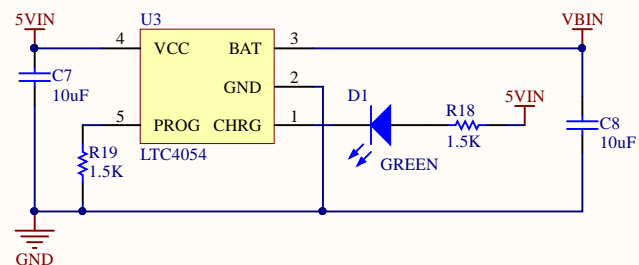 5VIN
U3
VBIN
4
VCC
BAT
3
C7
10uF
GND
2
D1
5VIN
R18
5
PROG
CHRG
1
C8
10uF
R19
1.5K
LTC4054
1.5K
GREEN
GND